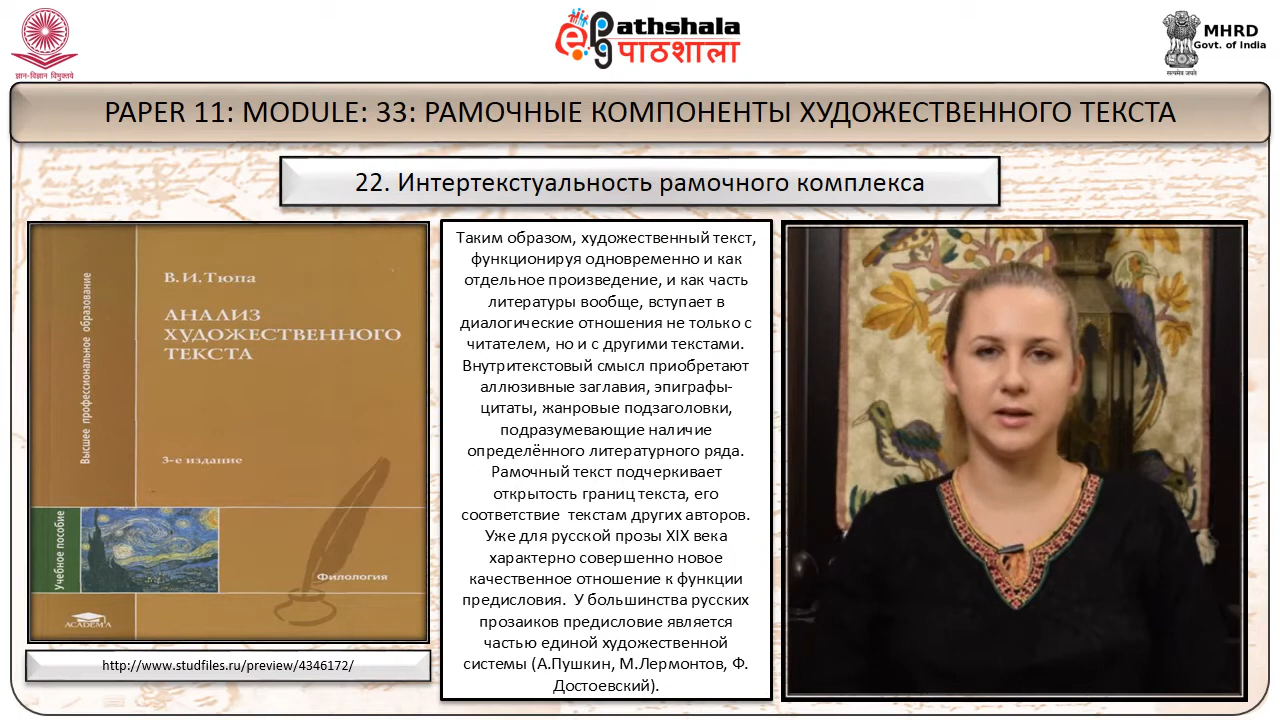 ज्ञान-विज्ञान विमुक्तये
ePathshala
पाठशाला
MHRD
Govt. of India
सत्यमेव जयते
PAPER 11: MODULE: 33: РАМОЧНЫЕ КОМПОНЕНТЫ ХУДОЖЕСТВЕННОГО ТЕКСТА
22. Интертекстуальность рамочного комплекса
Высшее профессиональное образование
В. И. Тюпа
АНАЛИЗ
ХУДОЖЕСТВЕННОГО
ТЕКСТА
3-е издание
Учебное пособие
Филология
ACADEMA
http://www.studfiles.ru/preview/4346172/
Таким образом, художественный текст,
функционируя одновременно и как
отдельное произведение, и как часть
литературы вообще, вступает в
диалогические отношения не только с
читателем, но и с другими текстами.
Внутритекстовый смысл приобретают
аллюзивные заглавия, эпиграфы-
цитаты, жанровые подзаголовки,
подразумевающие наличие
определённого литературного ряда.
Рамочный текст подчеркивает
открытость границ текста, его
соответствие текстам других авторов.
Уже для русской прозы XIX века
характерно совершенно новое
качественное отношение к функции
предисловия. У большинства русских
прозаиков предисловие является
частью единой художественной
системы (А.Пушкин, М.Лермонтов, Ф.
Достоевский).